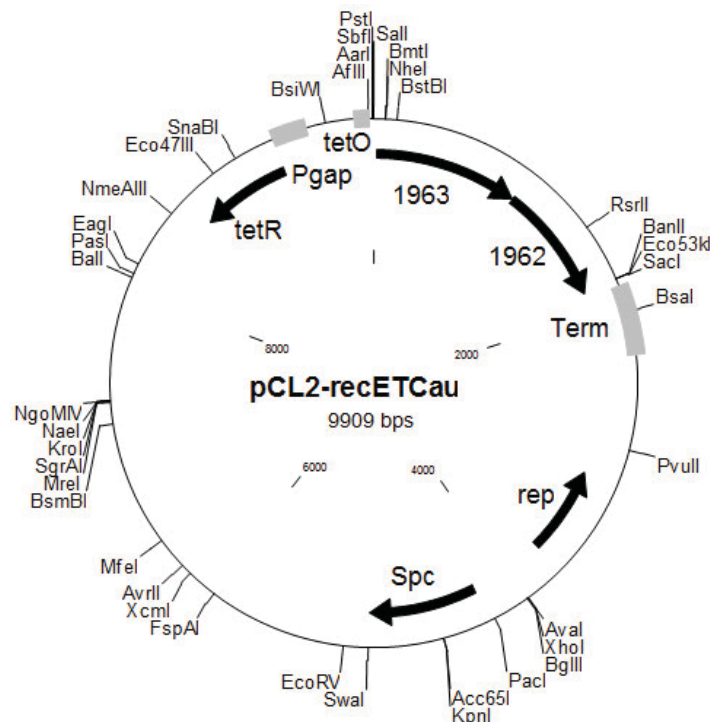 PstI
SbfI
AarI
AflII
SalI
BmtI
NheI
BstBI
BsiWI
SnaBI
Eco47III
NmeAIII
EagI
PasI
BalI
tetO
Pgap
tetR
1963
1962
RsrII
BanII
Eco53kI
SacI
BsaI
Term
I
8000
2000
pCL2-recETCau
9909 bps
6000
4000
NgoMIV
NaeI
KroI
SgrAI
MreI
BsmBI
PvuII
rep
MfeI
AvrII
XcmI
FspAI
Spc
AvaI
XhoI
BglII
PacI
Acc65I
KpnI
EcoRV
SwaI